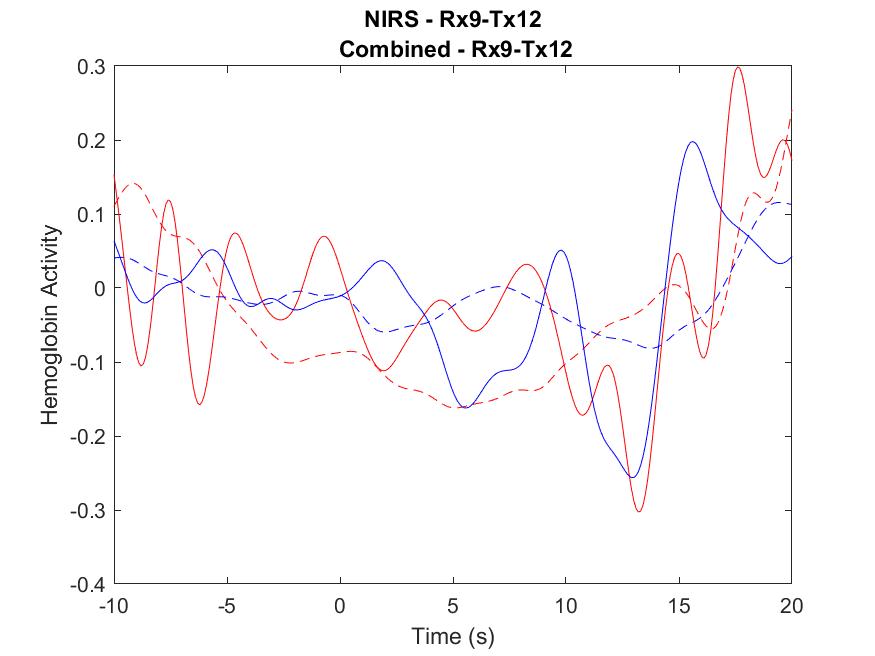 NIRS - Rx9-Tx12
Combined - Rx9-Tx12
0.3
0.2
0.1
0
-0.1
-0.2
-0.3
-0.4
Hemoglobin Activity
-10 -5 0 5 10 15 20
Time (s)